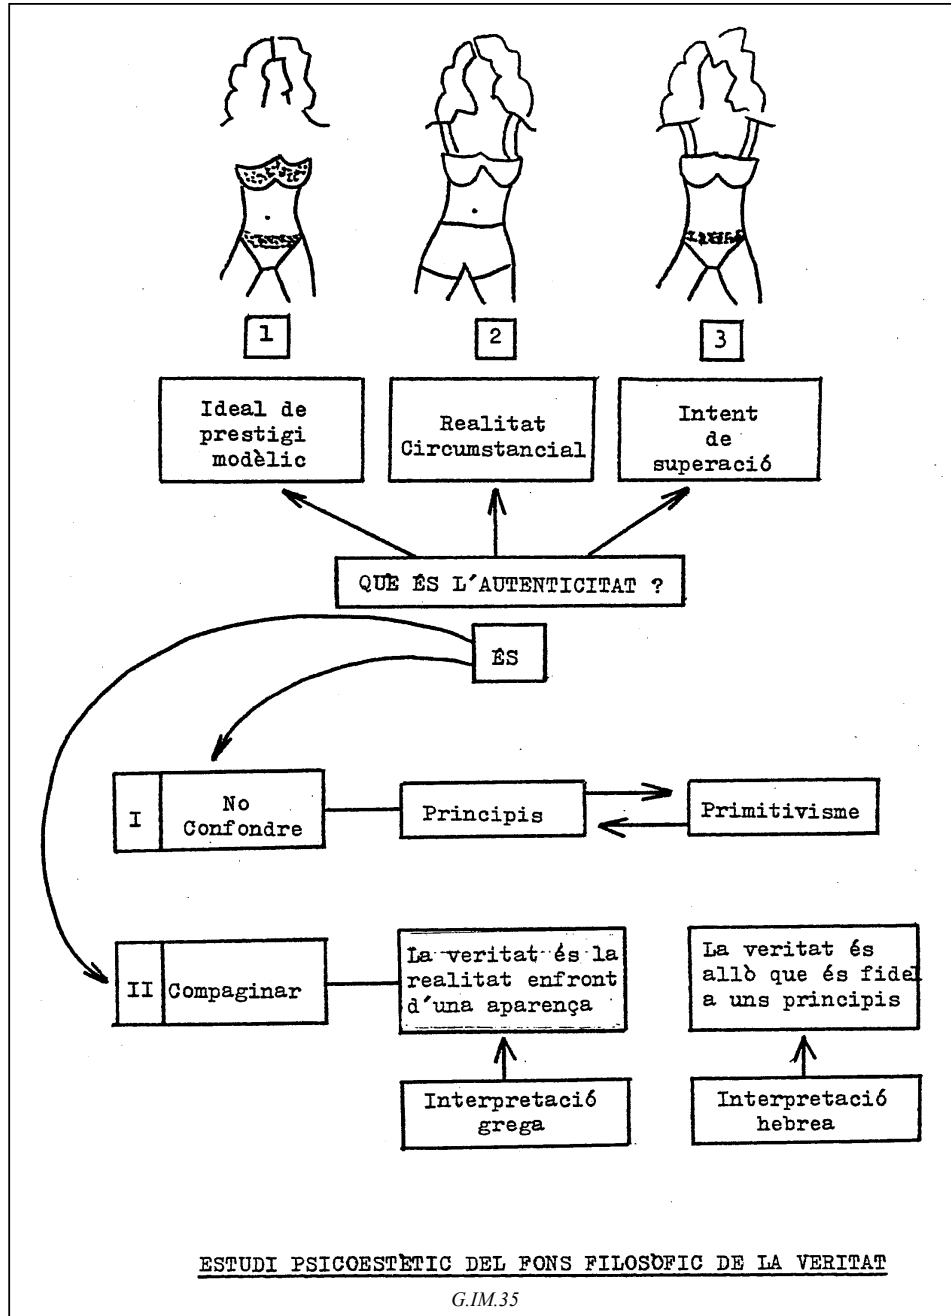 1
2
3
Ideal de
prestigi
modèlic
Realitat
Circumstancial
Intent
de
superació
QUÈ ÉS L'AUTENTICITAT ?
ÉS
I
No
Confondre
Principis
Primitivisme
II
Compaginar
La veritat és la
realitat enfront
d'una aparença
La veritat és
allò que és fidel
a uns principis
Interpretació
grega
Interpretació
hebrea
ESTUDI PSICOESTÈTIC DEL FONS FILOSÒFIC DE LA VERITAT
G.IM.35